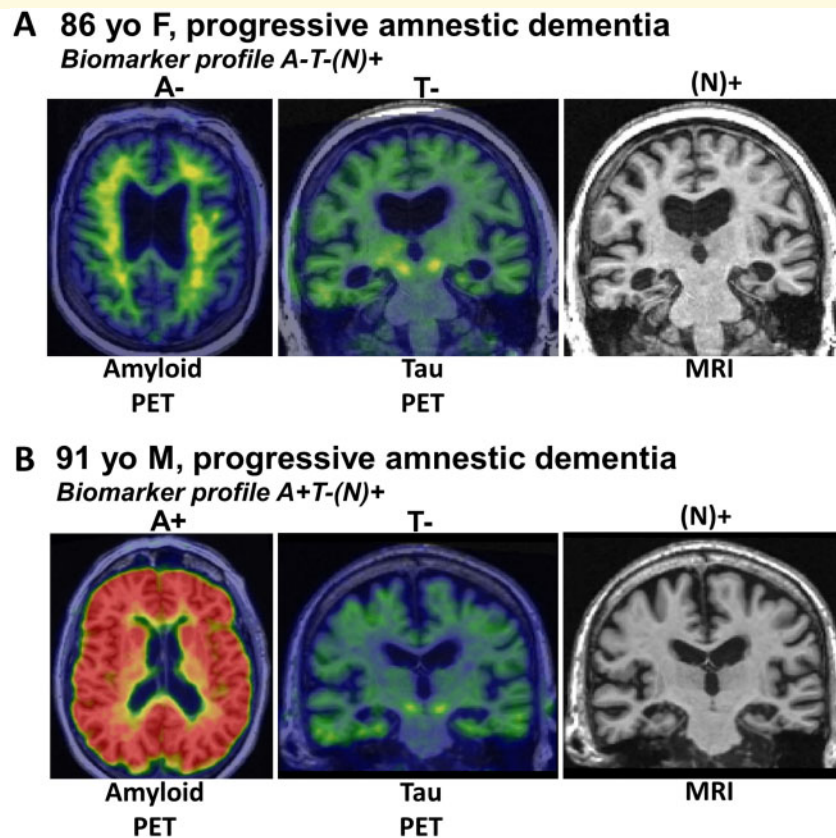 A 86 yo F, progressive amnestic dementia
Biomarker profile A-T-(N)+
A- T- (N)+
Amyloid PET Tau PET MRI
B 91 yo M, progressive amnestic dementia
Biomarker profile A+T-(N)+
A+ T- (N)+
Amyloid PET Tau PET MRI